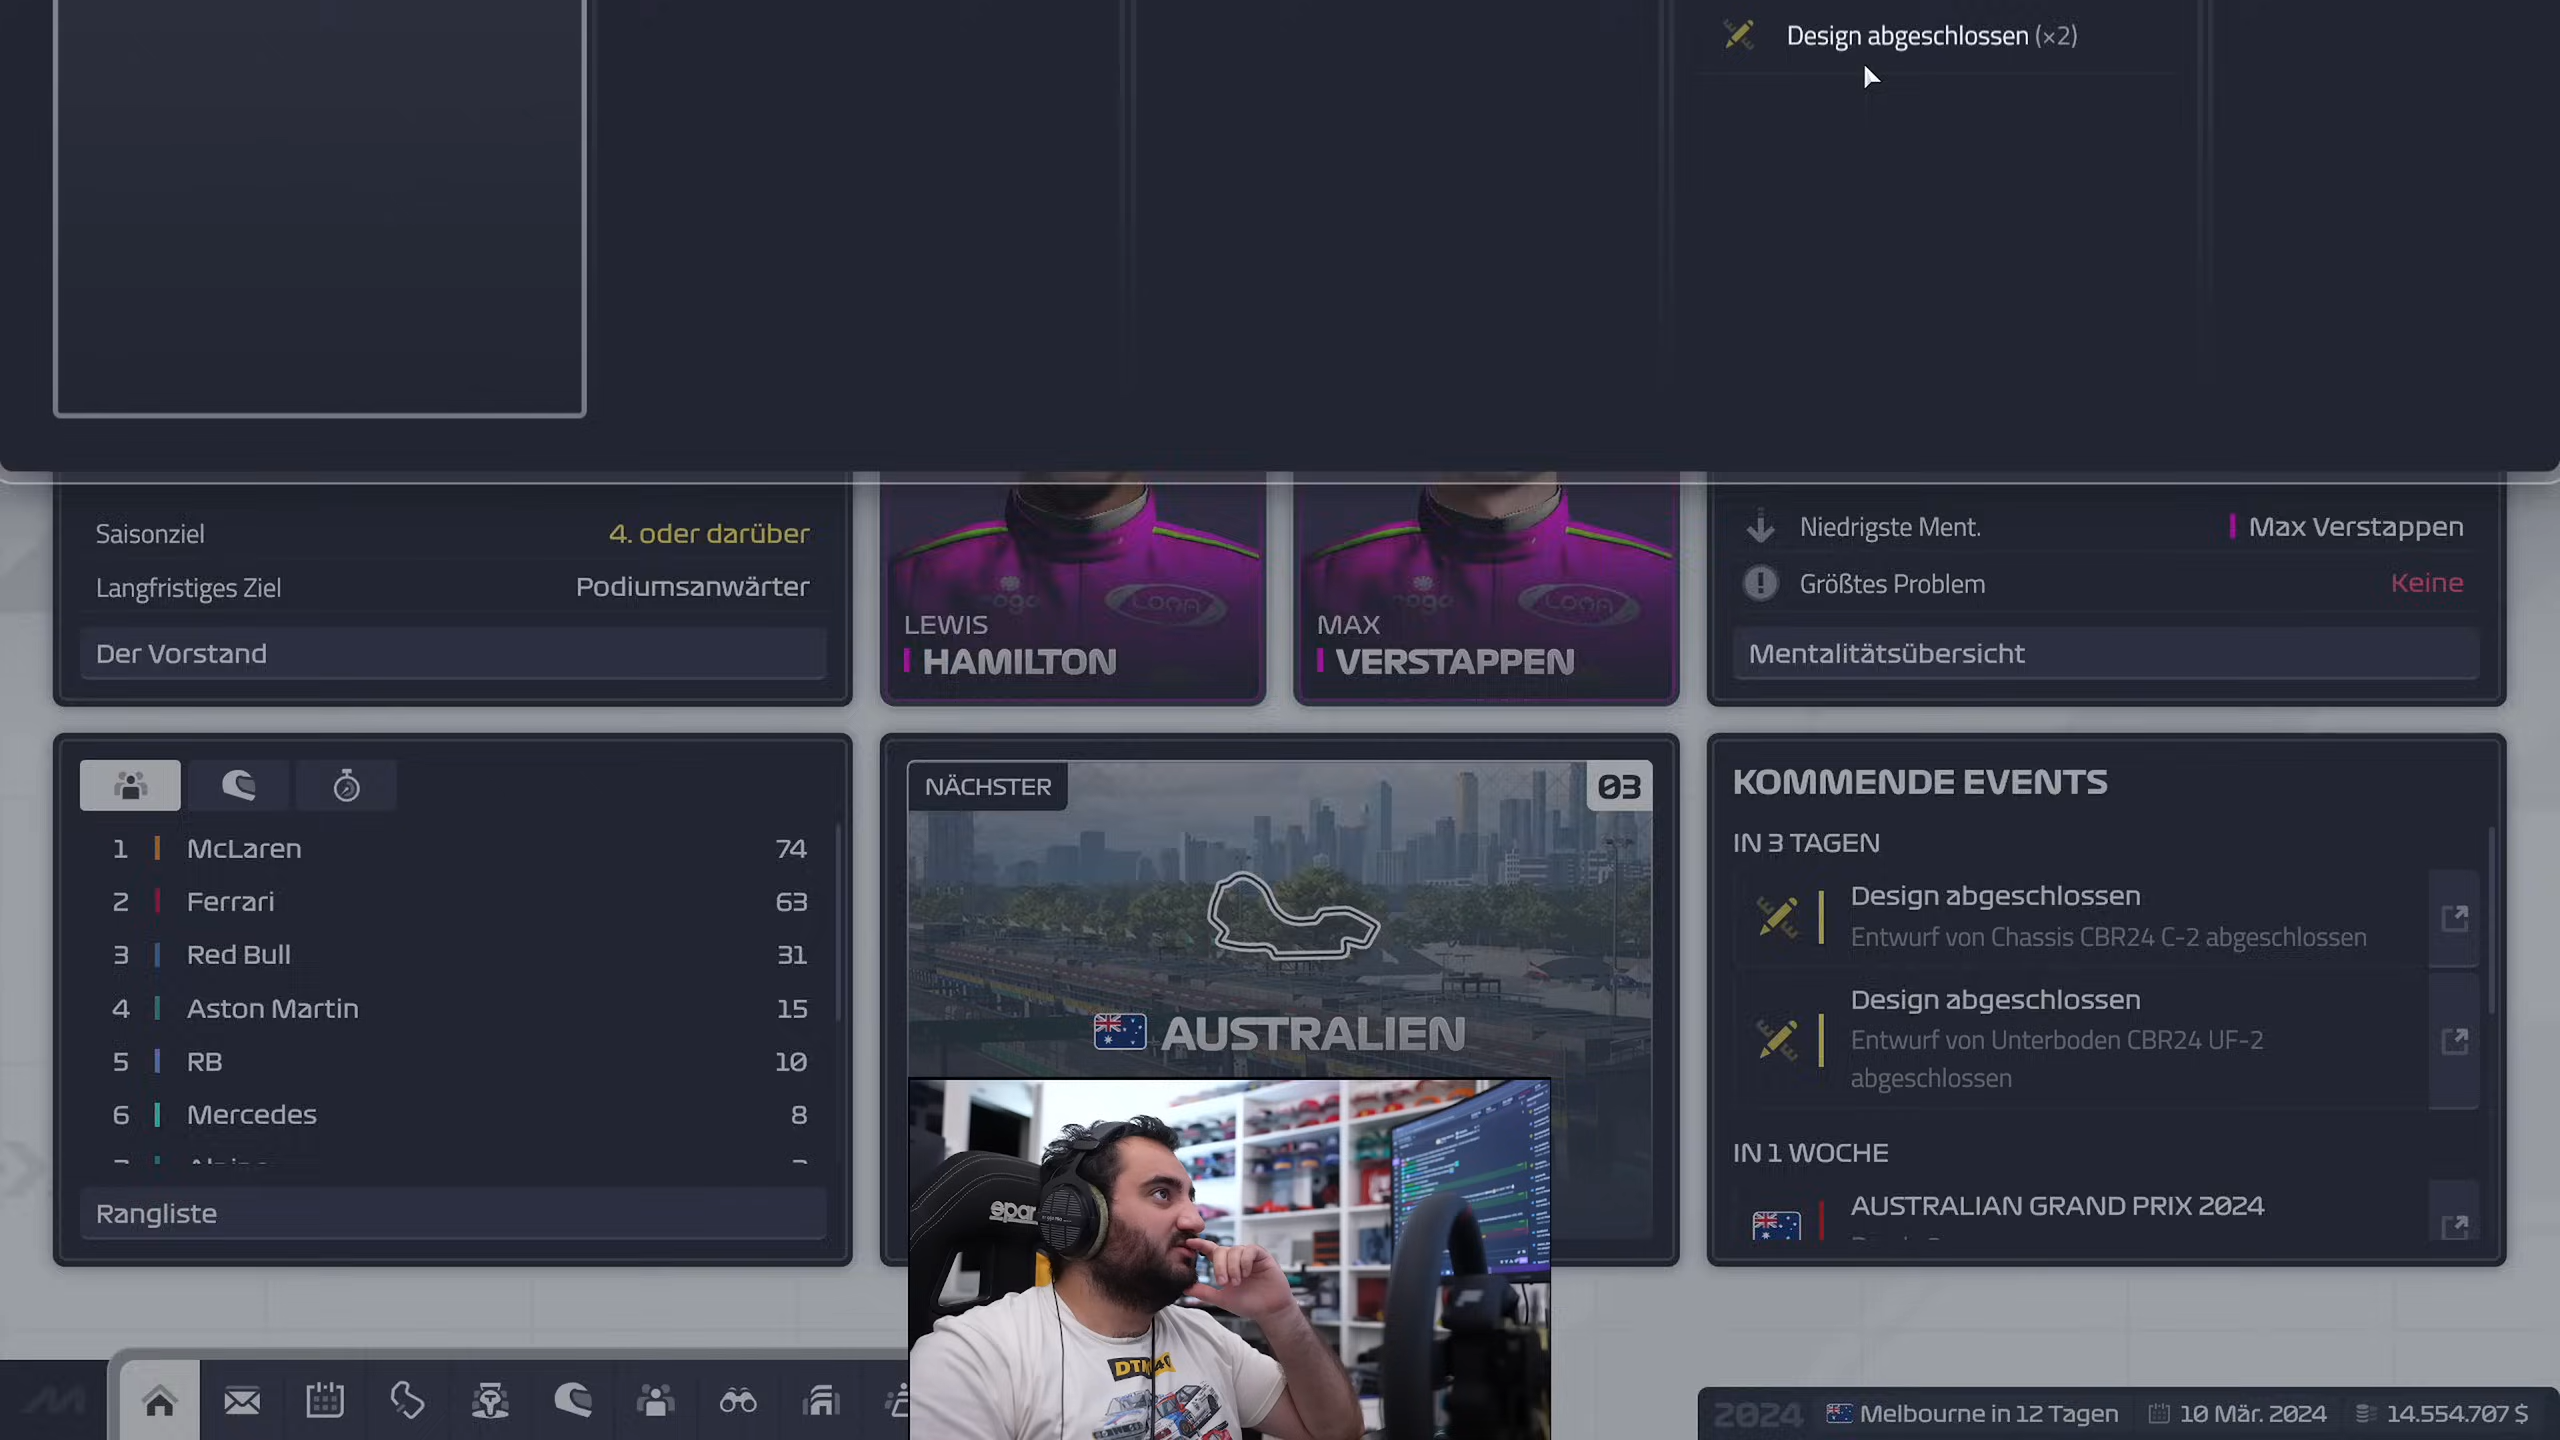 Design abgeschlossen (×2)
Saisonziel
4. oder darüber
Langfristiges Ziel
Podiumsanwärter
Der Vorstand
LEWIS
HAMILTON
MAX
VERSTAPPEN
Niedrigste Ment.
Max Verstappen
Größtes Problem
Keine
Mentalitätsübersicht
1 McLaren 74
2 Ferrari 63
3 Red Bull 31
4 Aston Martin 15
5 RB 10
6 Mercedes 8
Rangliste
NÄCHSTER
03
AUSTRALIEN
KOMMENDE EVENTS
IN 3 TAGEN
Design abgeschlossen
Entwurf von Chassis CBR24 C-2 abgeschlossen
Design abgeschlossen
Entwurf von Unterboden CBR24 UF-2
abgeschlossen
IN 1 WOCHE
AUSTRALIAN GRAND PRIX 2024
2024
Melbourne in 12 Tagen
10 Mär. 2024
14.554.707 $